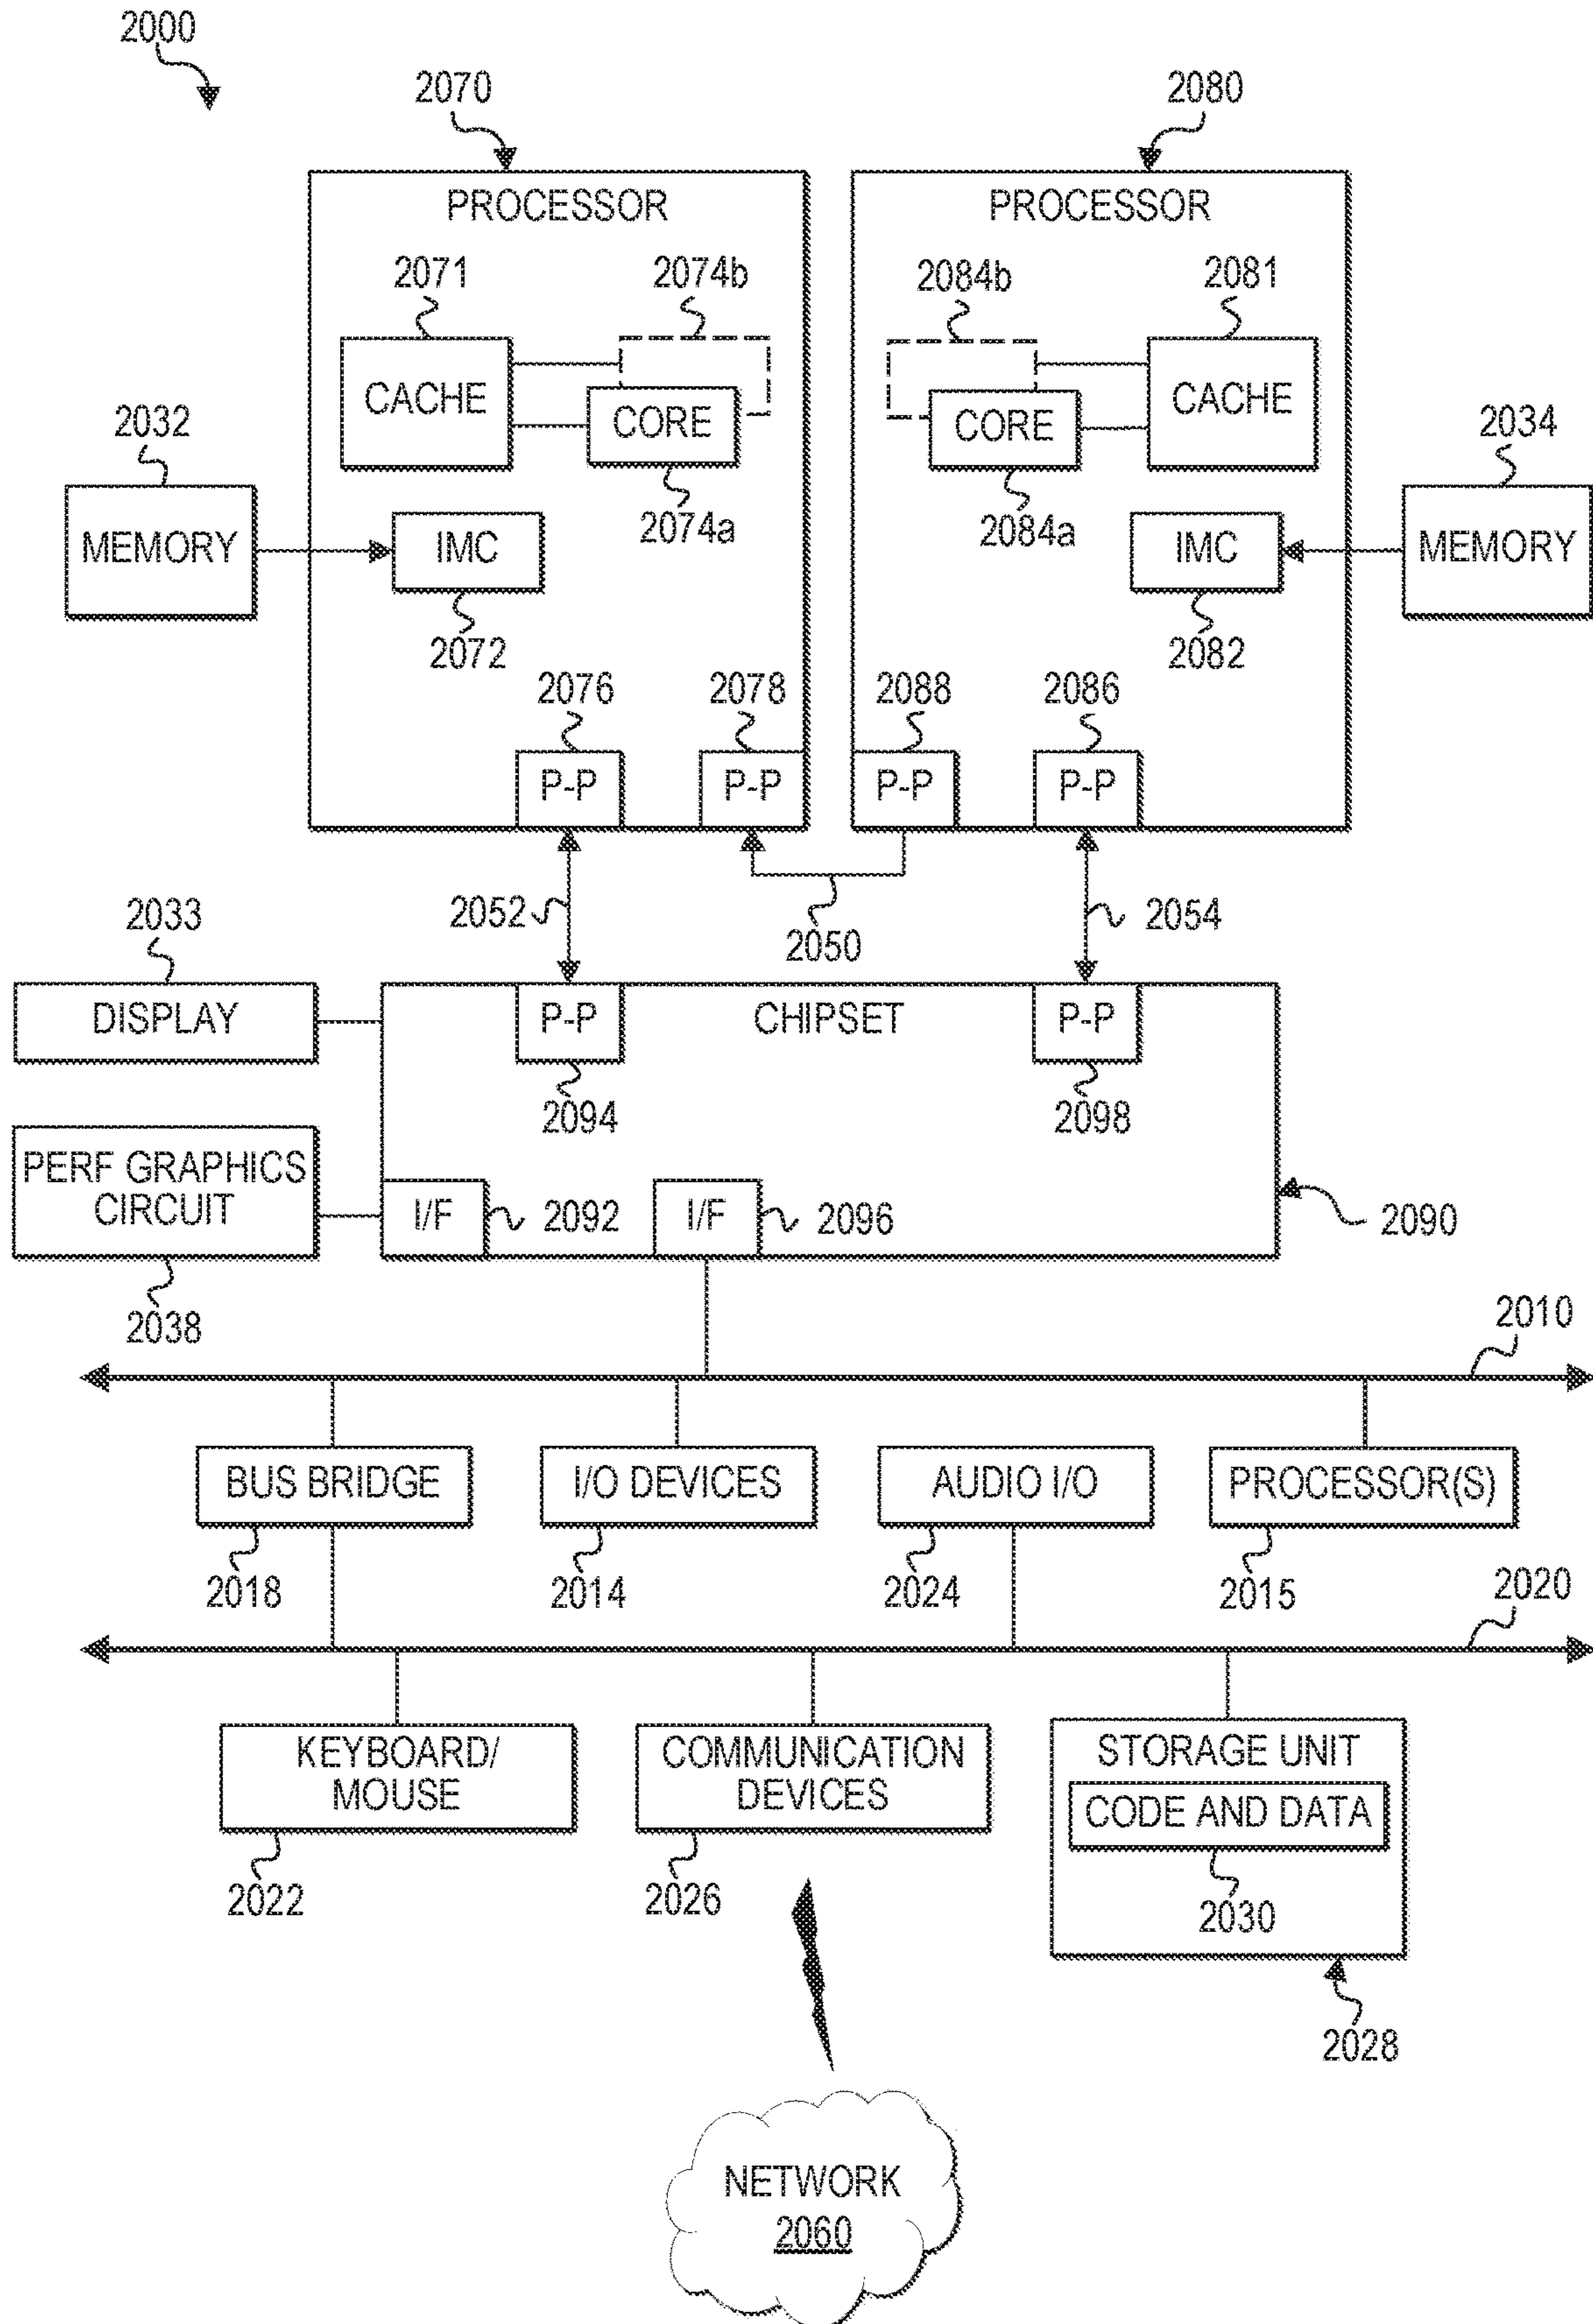 2000
2070
2080
PROCESSOR
PROCESSOR
2071
2074b
2084b
2081
CACHE
CORE
CORE
CACHE
2032
2034
2074a
2084a
MEMORY
IMC
IMC
MEMORY
2072
2082
2076
2078
2088
2086
P-P
P-P
P-P
P-P
2052
2050
2054
2033
DISPLAY
P-P
CHIPSET
P-P
2094
2098
PERF GRAPHICS
CIRCUIT
I/F
2092
I/F
2096
2090
2038
2010
BUS BRIDGE
I/O DEVICES
AUDIO I/O
PROCESSOR(S)
2018
2014
2024
2015
2020
KEYBOARD/
MOUSE
COMMUNICATION
DEVICES
STORAGE UNIT
CODE AND DATA
2022
2026
2030
2028
NETWORK
2060